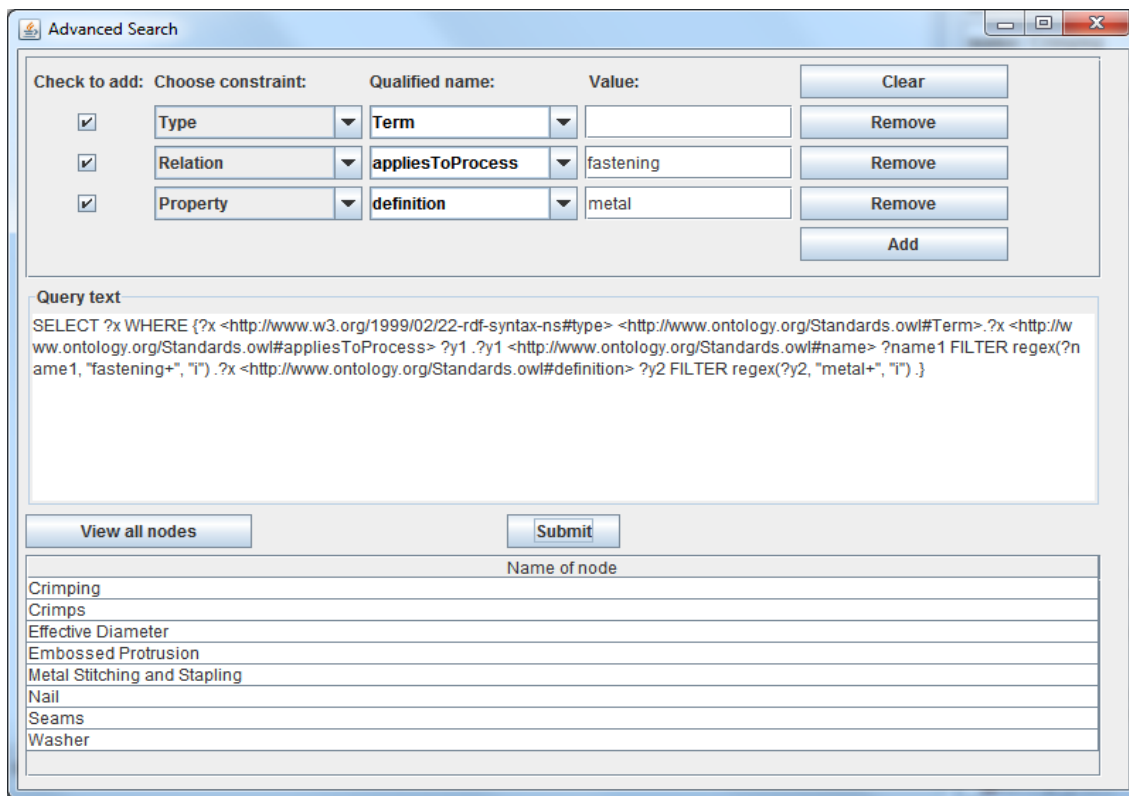 Advanced Search
Check to add: Choose constraint: Qualified name: Value: Clear
Type Term Remove
Relation appliesToProcess fastening Remove
Property definition metal Remove
Add
Query text
SELECT ?x WHERE {?x <http://www.w3.org/1999/02/22-rdf-syntax-ns#type> <http://www.ontology.org/Standards.owl#Term>.?x <http://w
ww.ontology.org/Standards.owl#appliesToProcess> ?y1 .?y1 <http://www.ontology.org/Standards.owl#name> ?name1 FILTER regex(?n
ame1, "fastening+", "i") .?x <http://www.ontology.org/Standards.owl#definition> ?y2 FILTER regex(?y2, "metal+", "i") .}
View all nodes Submit
Name of node
Crimping
Crimps
Effective Diameter
Embossed Protrusion
Metal Stitching and Stapling
Nail
Seams
Washer